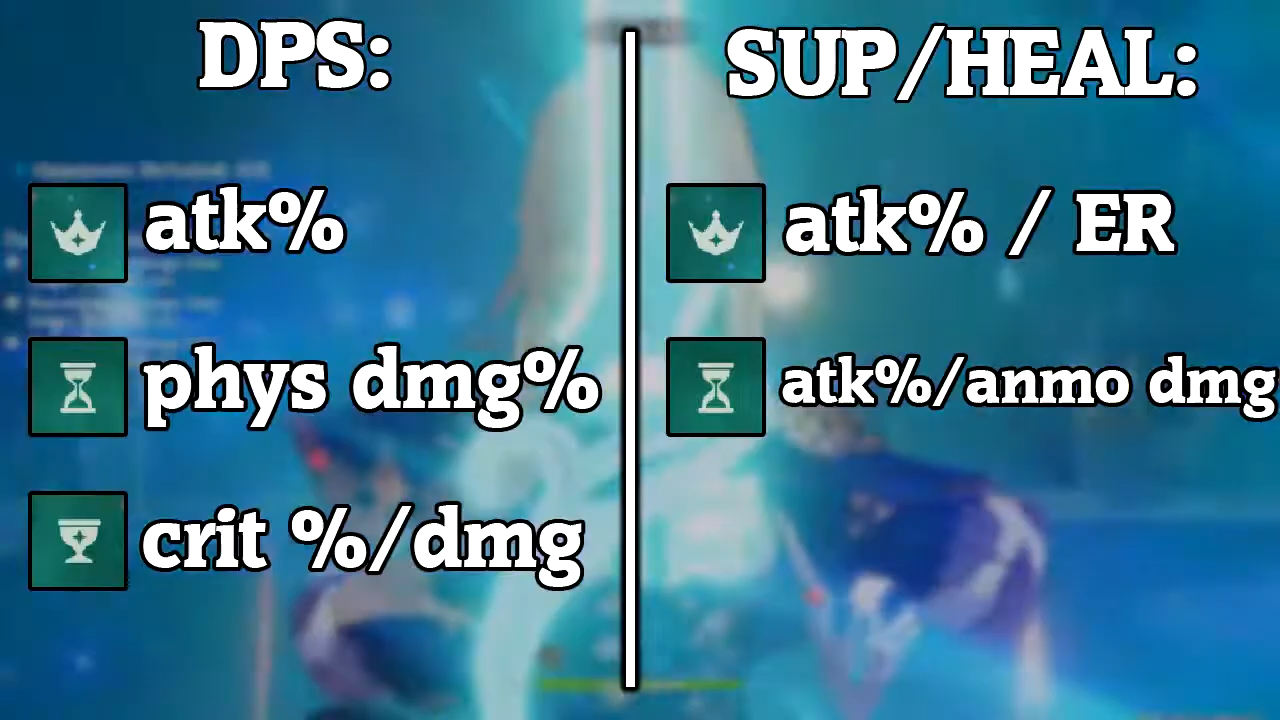 DPS:
atk%
phys dmg%
crit %/dmg
SUP/HEAL:
atk% / ER
atk%/anmo dmg